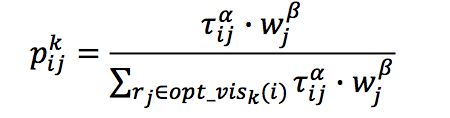 $p_{ij}^{k} = \frac{\tau_{ij}^{\alpha} \cdot w_{j}^{\beta}}{\sum_{r_j \in opt\_vis_k(i)} \tau_{ij}^{\alpha} \cdot w_{j}^{\beta}}$